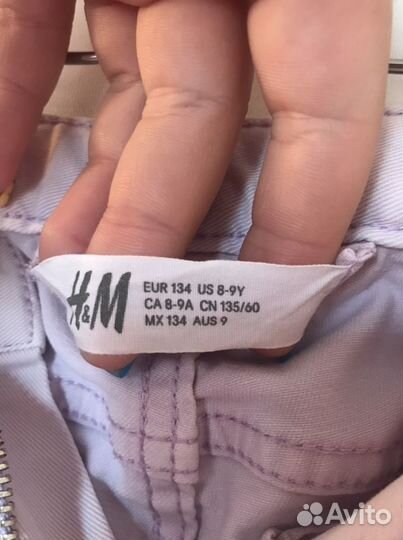 H&M
EUR 134 US 8-9Y
CA 8-9A CN 135/60
MX 134 AUS 9
Avito